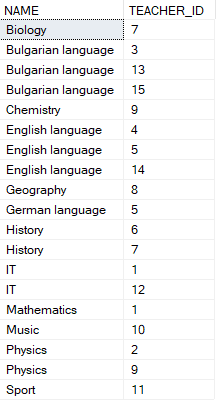 NAME TEACHER_ID
Biology 7
Bulgarian language 3
Bulgarian language 13
Bulgarian language 15
Chemistry 9
English language 4
English language 5
English language 14
Geography 8
German language 5
History 6
History 7
IT 1
IT 12
Mathematics 1
Music 10
Physics 2
Physics 9
Sport 11